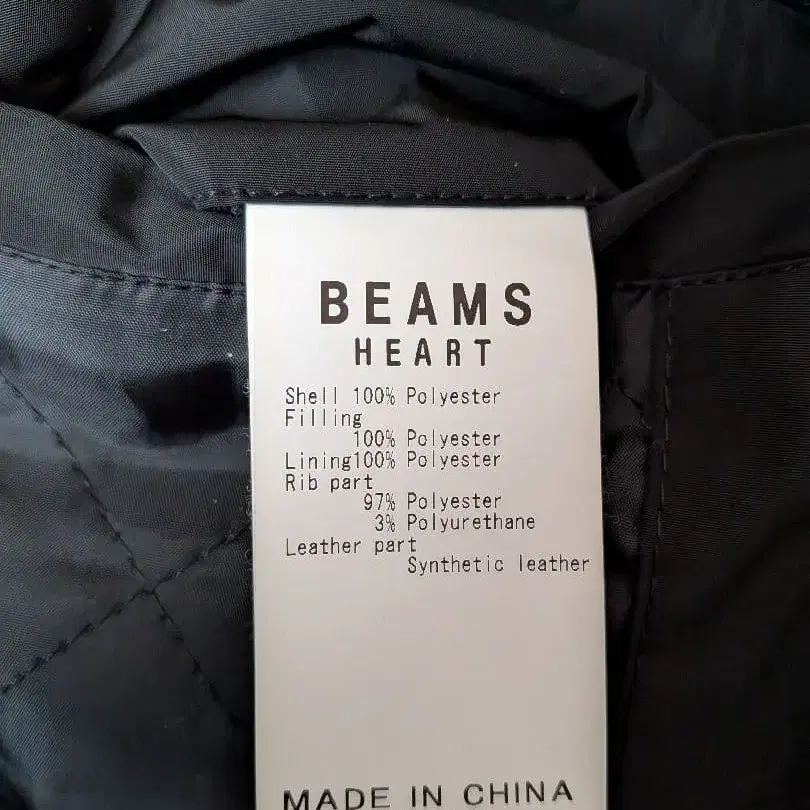 BEAMS
HEART
Shell 100% Polyester
Filling
100% Polyester
Lining100% Polyester
Rib part
97% Polyester
3% Polyurethane
Leather part
Synthetic leather
MADE IN CHINA